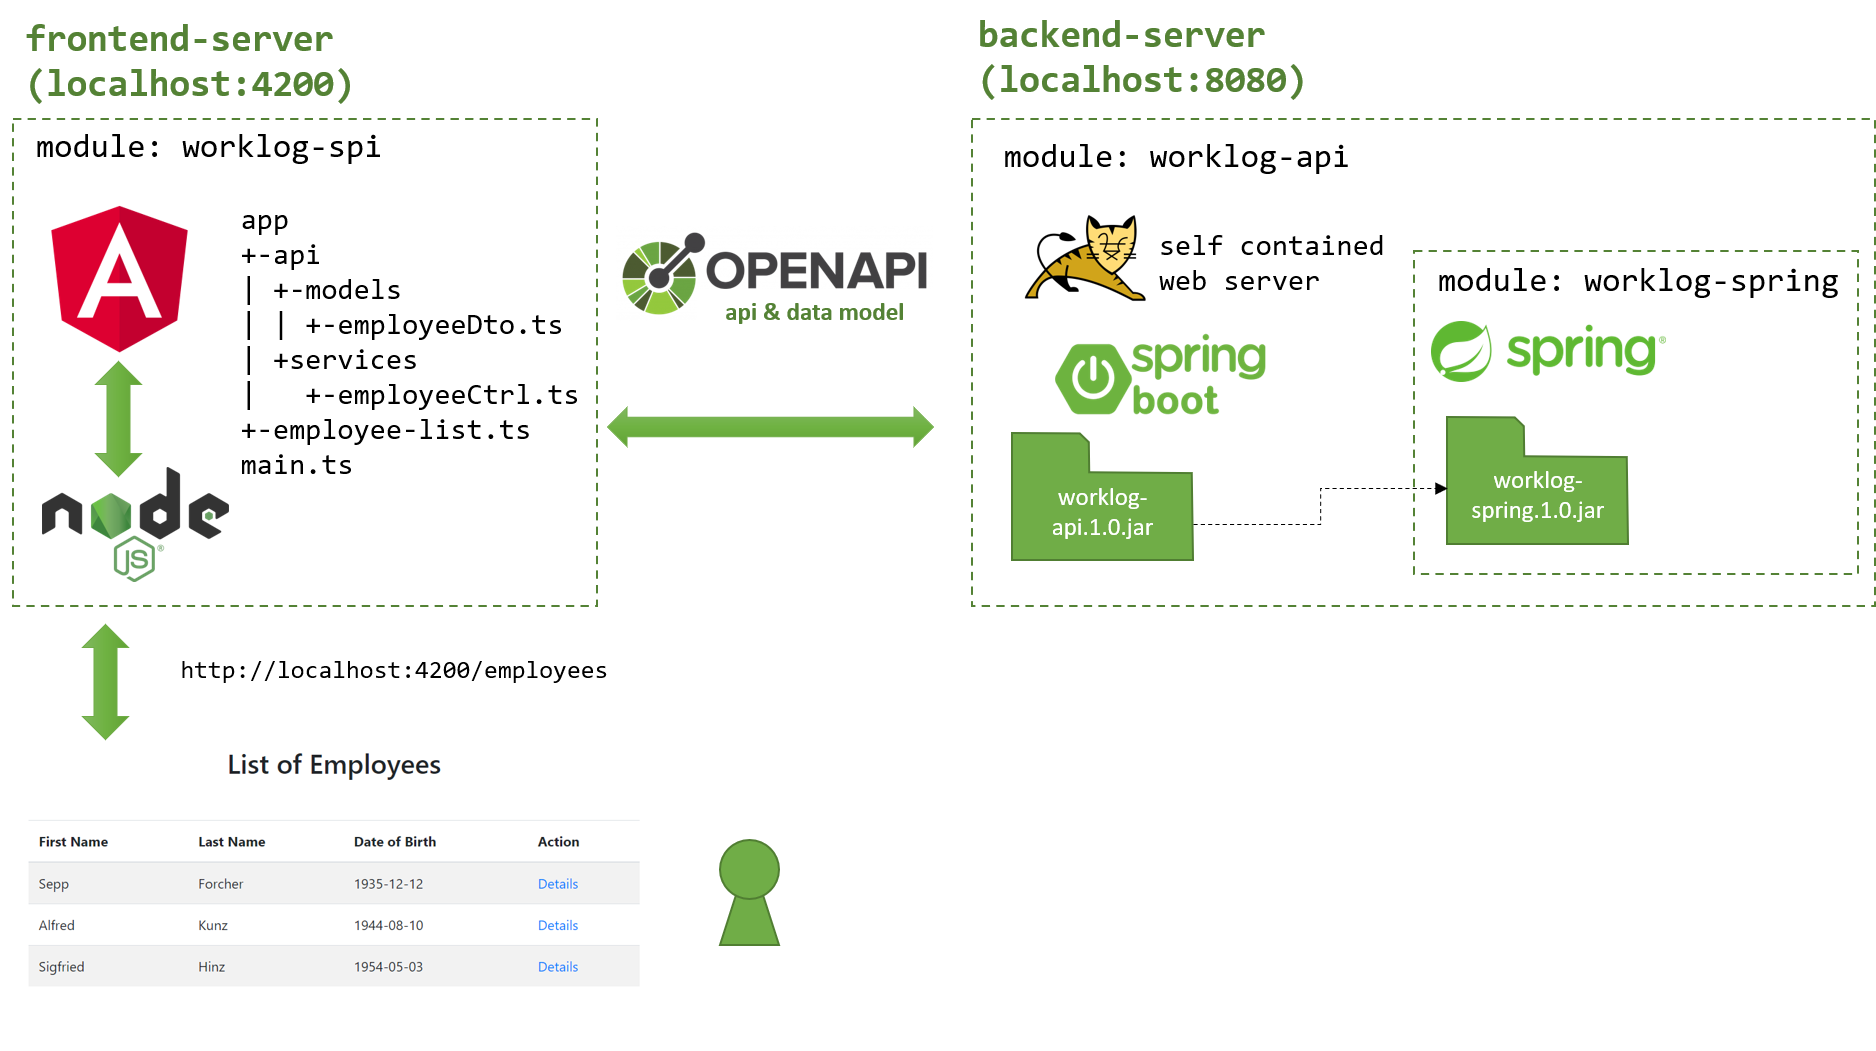 frontend-server
(localhost:4200)
module: worklog-spi
app
+-api
| +-models
| | +-employeeDto.ts
| +services
|   +-employeeCtrl.ts
+-employee-list.ts
main.ts
node
JS®
OPENAPI
api & data model
backend-server
(localhost:8080)
module: worklog-api
self contained
web server
spring
boot
worklog-
api.1.0.jar
module: worklog-spring
spring®
worklog-
spring.1.0.jar
http://localhost:4200/employees
List of Employees
First Name Last Name Date of Birth Action
Sepp Forcher 1935-12-12 Details
Alfred Kunz 1944-08-10 Details
Sigfried Hinz 1954-05-03 Details